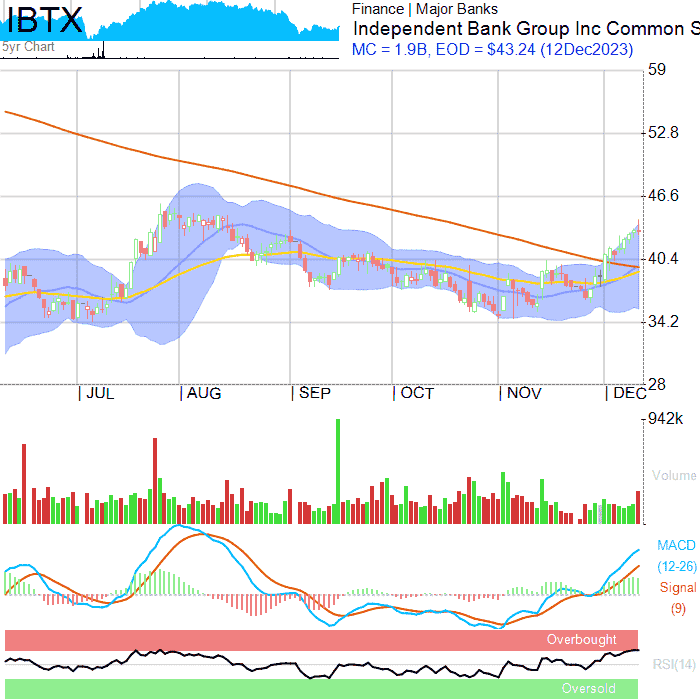 IBTX
5yr Chart
Finance | Major Banks
Independent Bank Group Inc Common S
MC = 1.9B, EOD = $43.24 (12Dec2023)
59
52.8
46.6
40.4
34.2
28
| JUL | AUG | SEP | OCT | NOV | DEC
942k
Volume
MACD
(12-26)
Signal
(9)
Overbought
RSI(14)
Oversold